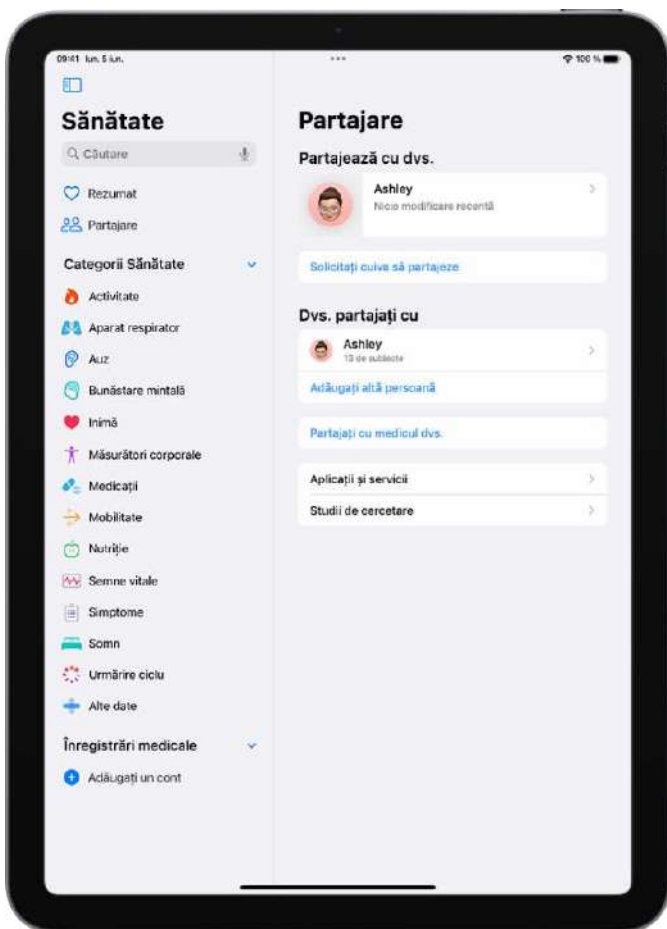 09:41 lun. 5 iun.
100 %
Sănătate
Căutare
Rezumat
Partajare
Categorii Sănătate
Activitate
Aparat respirator
Auz
Bunăstare mintală
Inimă
Măsurători corporale
Medicații
Mobilitate
Nutriție
Semne vitale
Simptome
Somn
Urmărire ciclu
Alte date
Înregistrări medicale
Adăugați un cont
Partajare
Partajează cu dvs.
Ashley
Nicio modificare recentă
Solicitați cuiva să partajeze
Dvs. partajați cu
Ashley
13 de subiecte
Adăugați altă persoană
Partajați cu medicul dvs.
Aplicații și servicii
Studii de cercetare